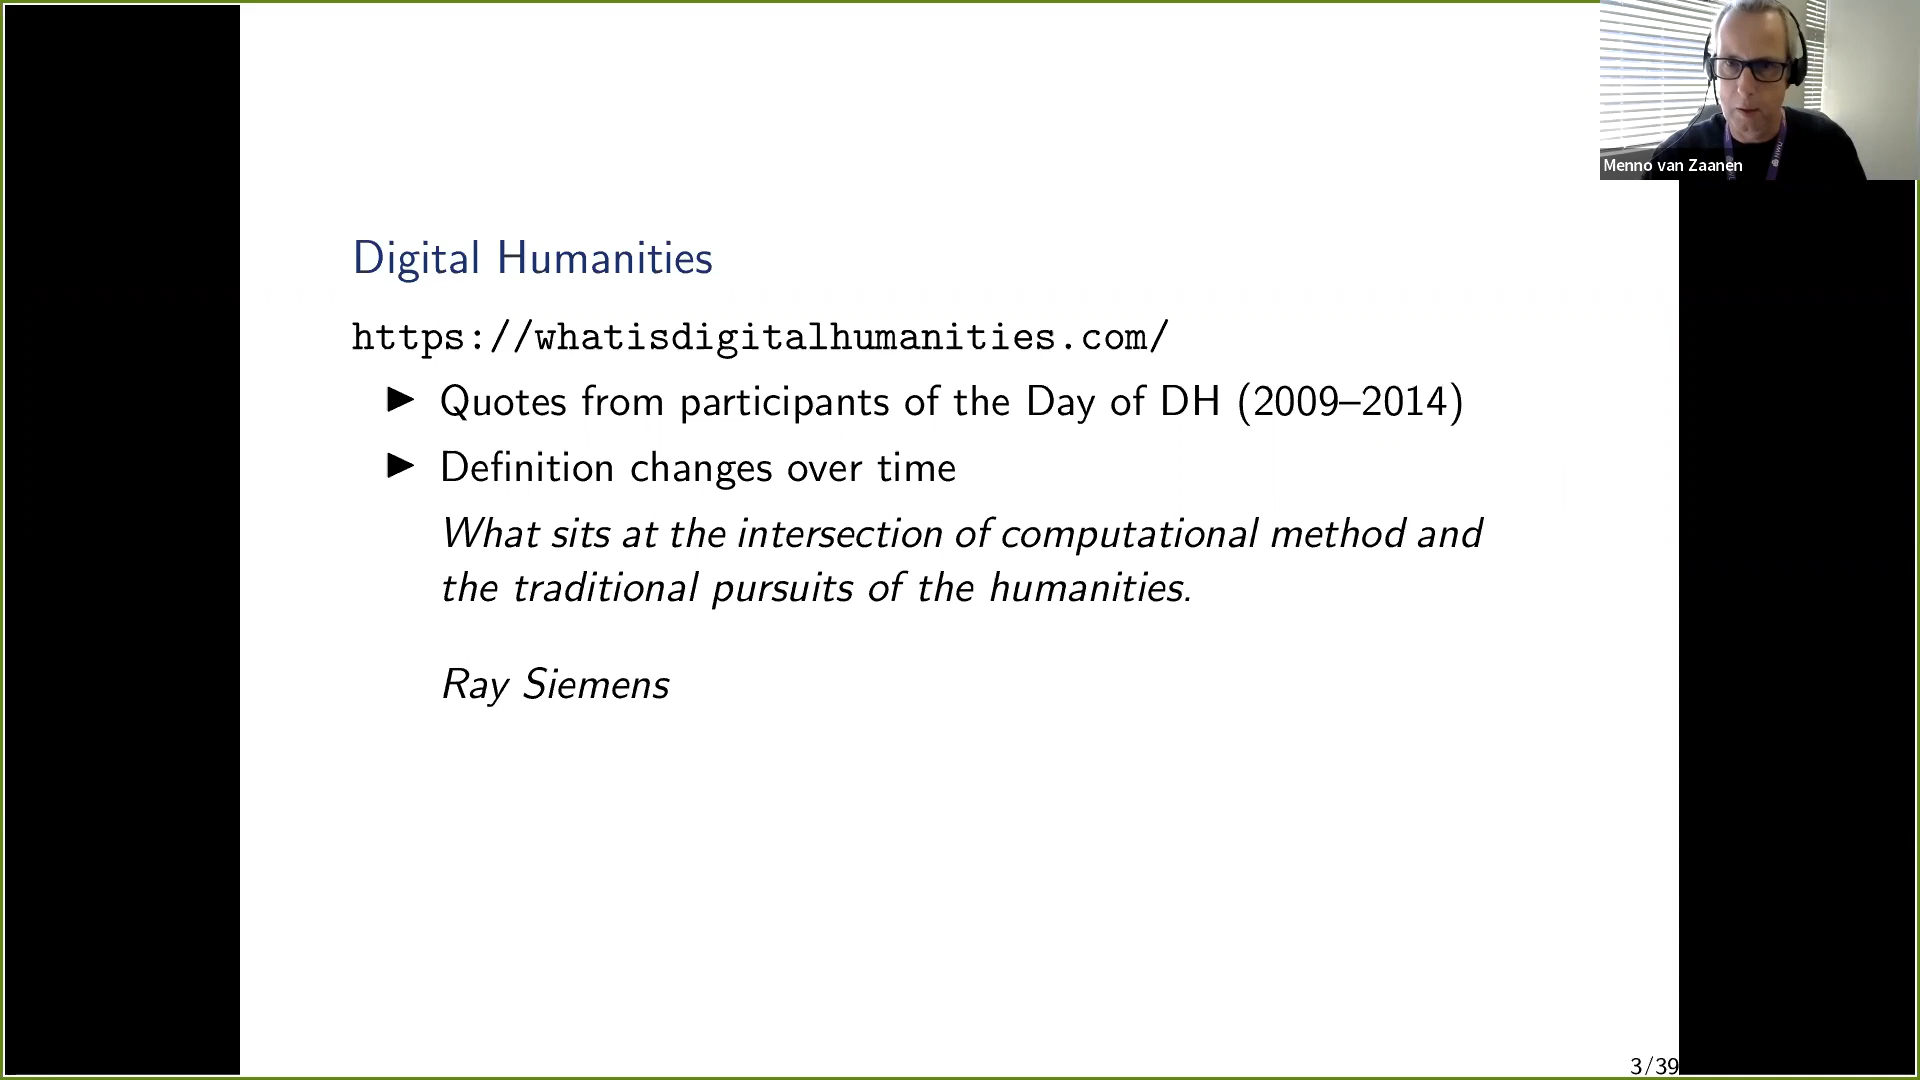 Menno van Zaanen
Digital Humanities
https://whatisdigitalhumanities.com/
▶ Quotes from participants of the Day of DH (2009–2014)
▶ Definition changes over time
What sits at the intersection of computational method and
the traditional pursuits of the humanities.
Ray Siemens
3/39